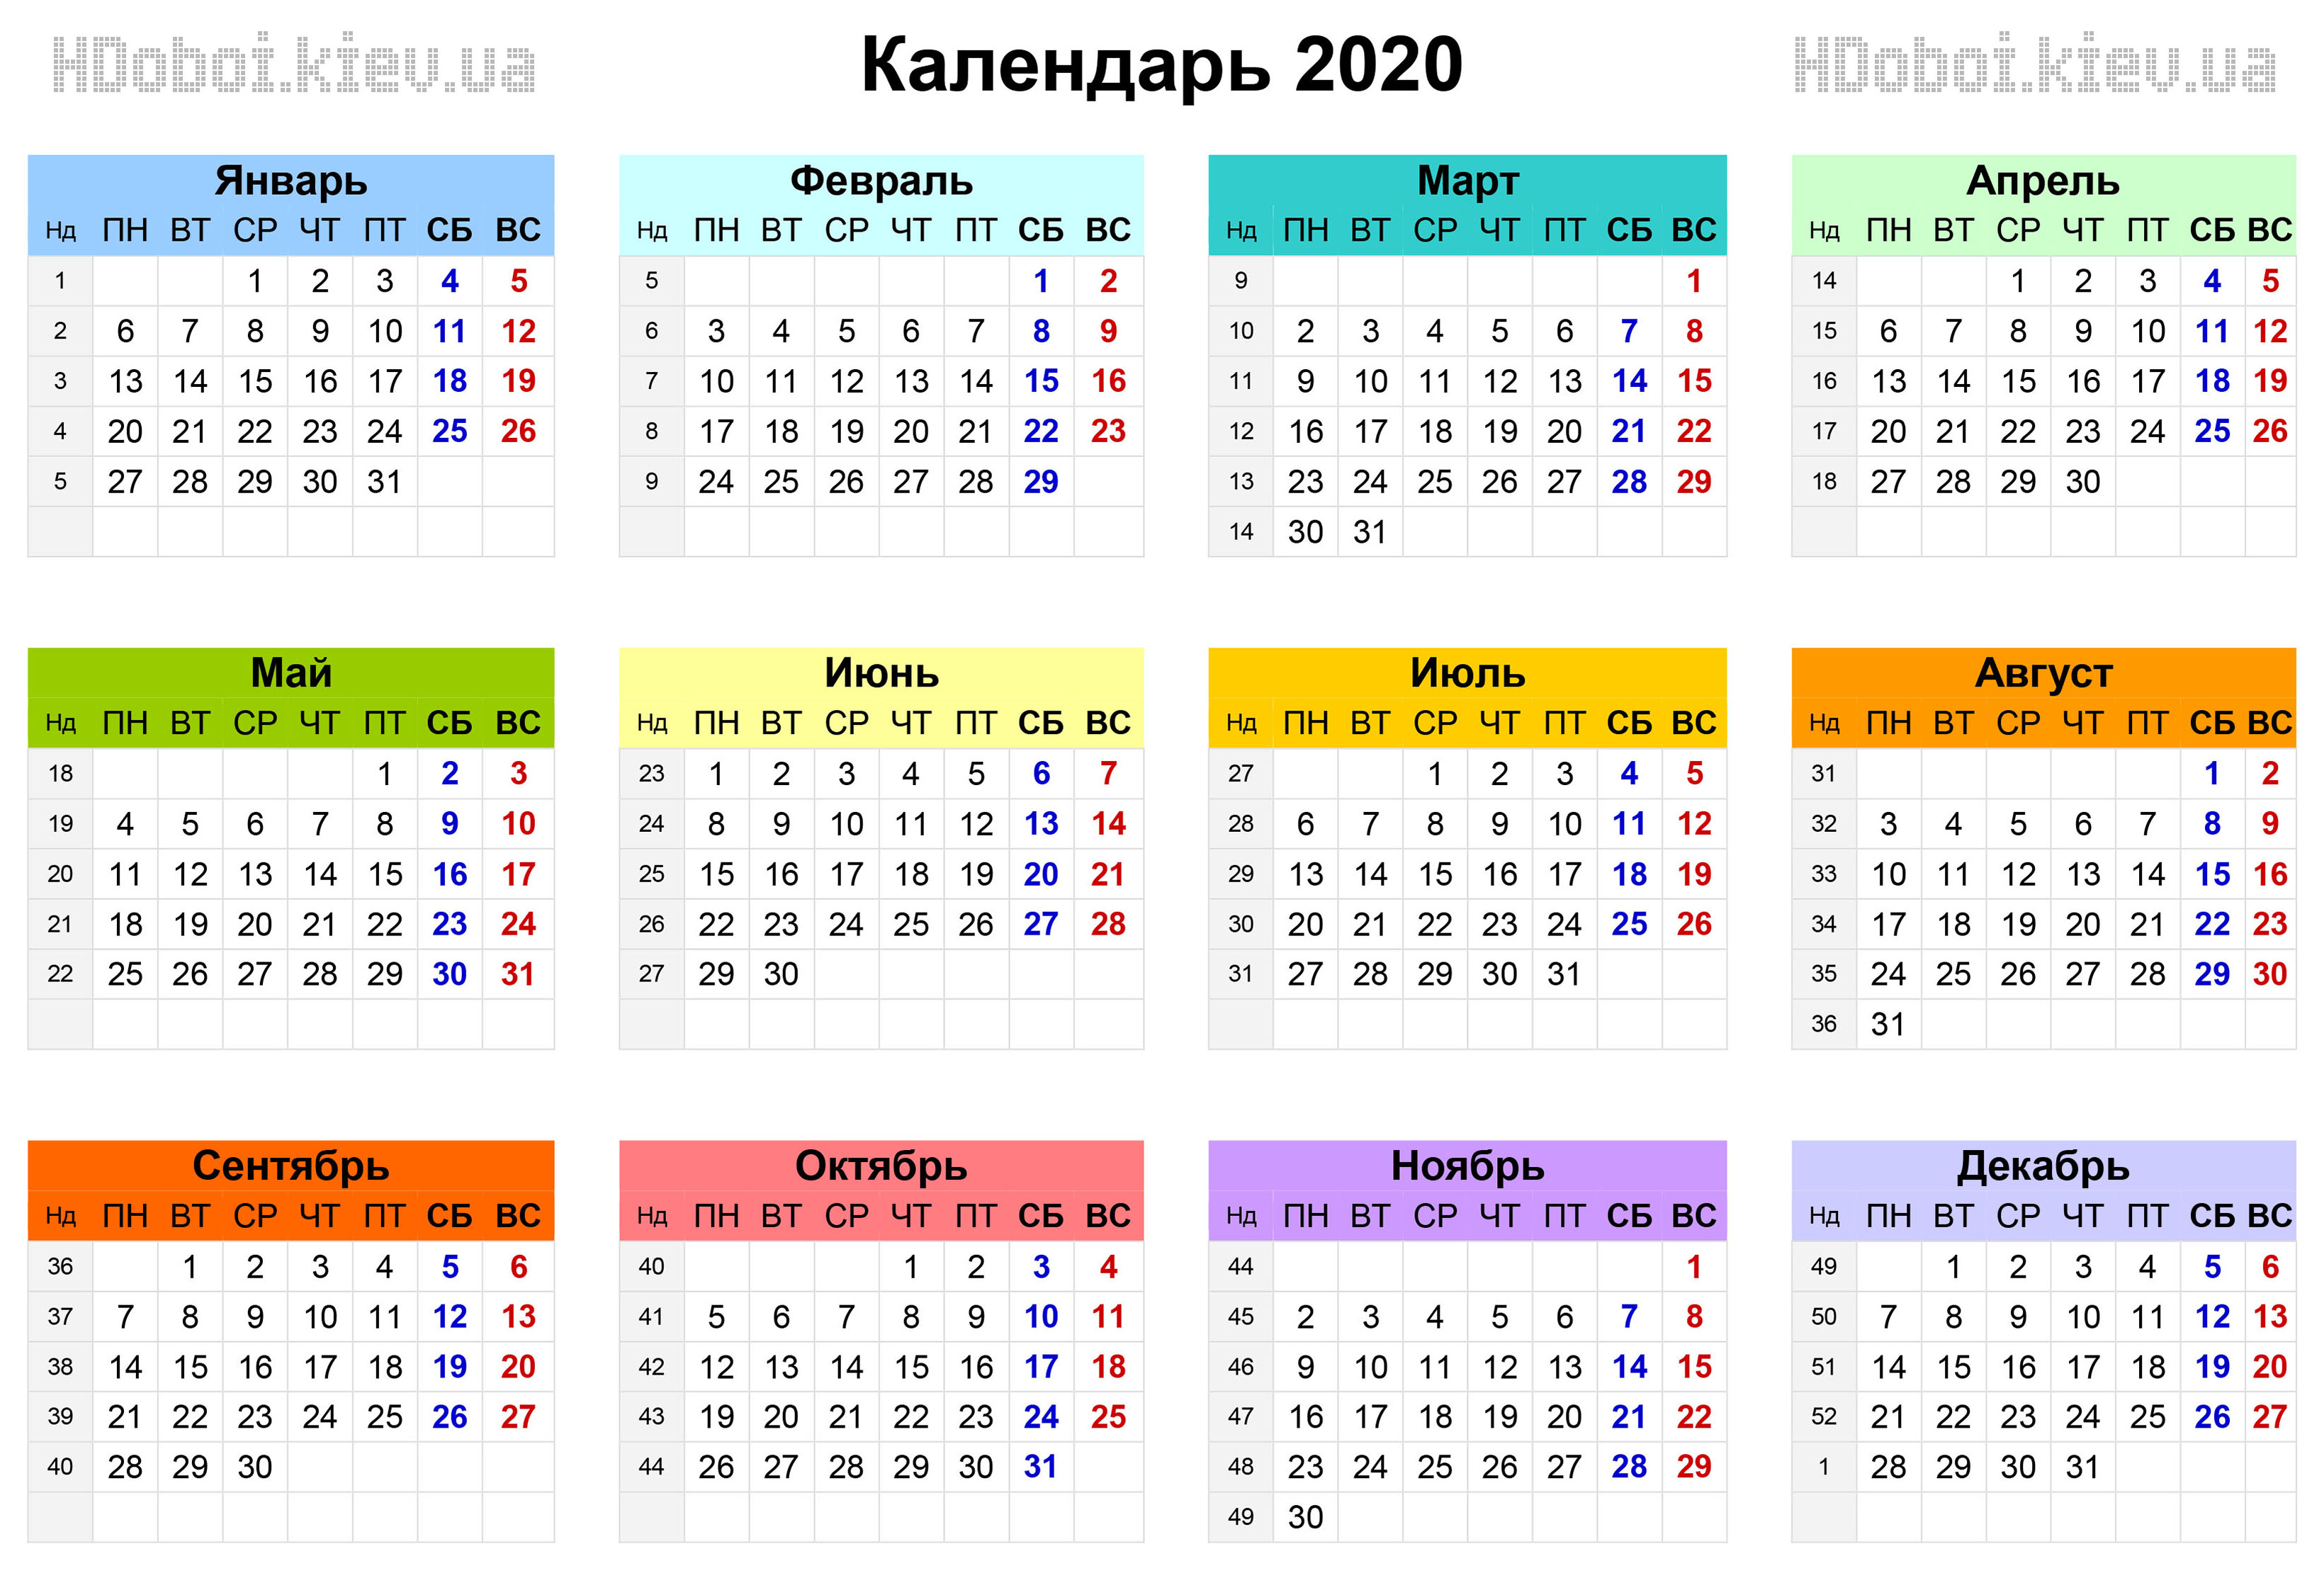 HDoboi.kiev.ua Календарь 2020 HDoboi.kiev.ua
Январь
Нд ПН ВТ СР ЧТ ПТ СБ ВС
1 1 2 3 4 5
2 6 7 8 9 10 11 12
3 13 14 15 16 17 18 19
4 20 21 22 23 24 25 26
5 27 28 29 30 31
Февраль
Нд ПН ВТ СР ЧТ ПТ СБ ВС
5 1 2
6 3 4 5 6 7 8 9
7 10 11 12 13 14 15 16
8 17 18 19 20 21 22 23
9 24 25 26 27 28 29
Март
Нд ПН ВТ СР ЧТ ПТ СБ ВС
9 1
10 2 3 4 5 6 7 8
11 9 10 11 12 13 14 15
12 16 17 18 19 20 21 22
13 23 24 25 26 27 28 29
14 30 31
Апрель
Нд ПН ВТ СР ЧТ ПТ СБ ВС
14 1 2 3 4 5
15 6 7 8 9 10 11 12
16 13 14 15 16 17 18 19
17 20 21 22 23 24 25 26
18 27 28 29 30
Май
Нд ПН ВТ СР ЧТ ПТ СБ ВС
18 1 2 3
19 4 5 6 7 8 9 10
20 11 12 13 14 15 16 17
21 18 19 20 21 22 23 24
22 25 26 27 28 29 30 31
Июнь
Нд ПН ВТ СР ЧТ ПТ СБ ВС
23 1 2 3 4 5 6 7
24 8 9 10 11 12 13 14
25 15 16 17 18 19 20 21
26 22 23 24 25 26 27 28
27 29 30
Июль
Нд ПН ВТ СР ЧТ ПТ СБ ВС
27 1 2 3 4 5
28 6 7 8 9 10 11 12
29 13 14 15 16 17 18 19
30 20 21 22 23 24 25 26
31 27 28 29 30 31
Август
Нд ПН ВТ СР ЧТ ПТ СБ ВС
31 1 2
32 3 4 5 6 7 8 9
33 10 11 12 13 14 15 16
34 17 18 19 20 21 22 23
35 24 25 26 27 28 29 30
36 31
Сентябрь
Нд ПН ВТ СР ЧТ ПТ СБ ВС
36 1 2 3 4 5 6
37 7 8 9 10 11 12 13
38 14 15 16 17 18 19 20
39 21 22 23 24 25 26 27
40 28 29 30
Октябрь
Нд ПН ВТ СР ЧТ ПТ СБ ВС
40 1 2 3 4
41 5 6 7 8 9 10 11
42 12 13 14 15 16 17 18
43 19 20 21 22 23 24 25
44 26 27 28 29 30 31
Ноябрь
Нд ПН ВТ СР ЧТ ПТ СБ ВС
44 1
45 2 3 4 5 6 7 8
46 9 10 11 12 13 14 15
47 16 17 18 19 20 21 22
48 23 24 25 26 27 28 29
49 30
Декабрь
Нд ПН ВТ СР ЧТ ПТ СБ ВС
49 1 2 3 4 5 6
50 7 8 9 10 11 12 13
51 14 15 16 17 18 19 20
52 21 22 23 24 25 26 27
1 28 29 30 31